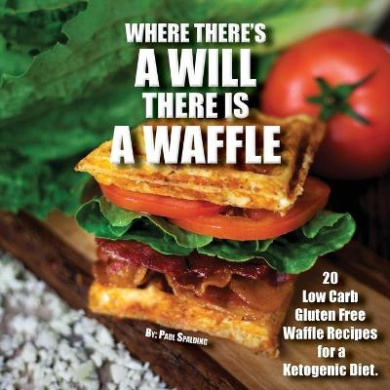 WHERE THERE'S
A WILL
THERE IS
A WAFFLE
20
Low Carb
Gluten Free
Waffle Recipes
for a
Ketogenic Diet.
By: Paul Spalding